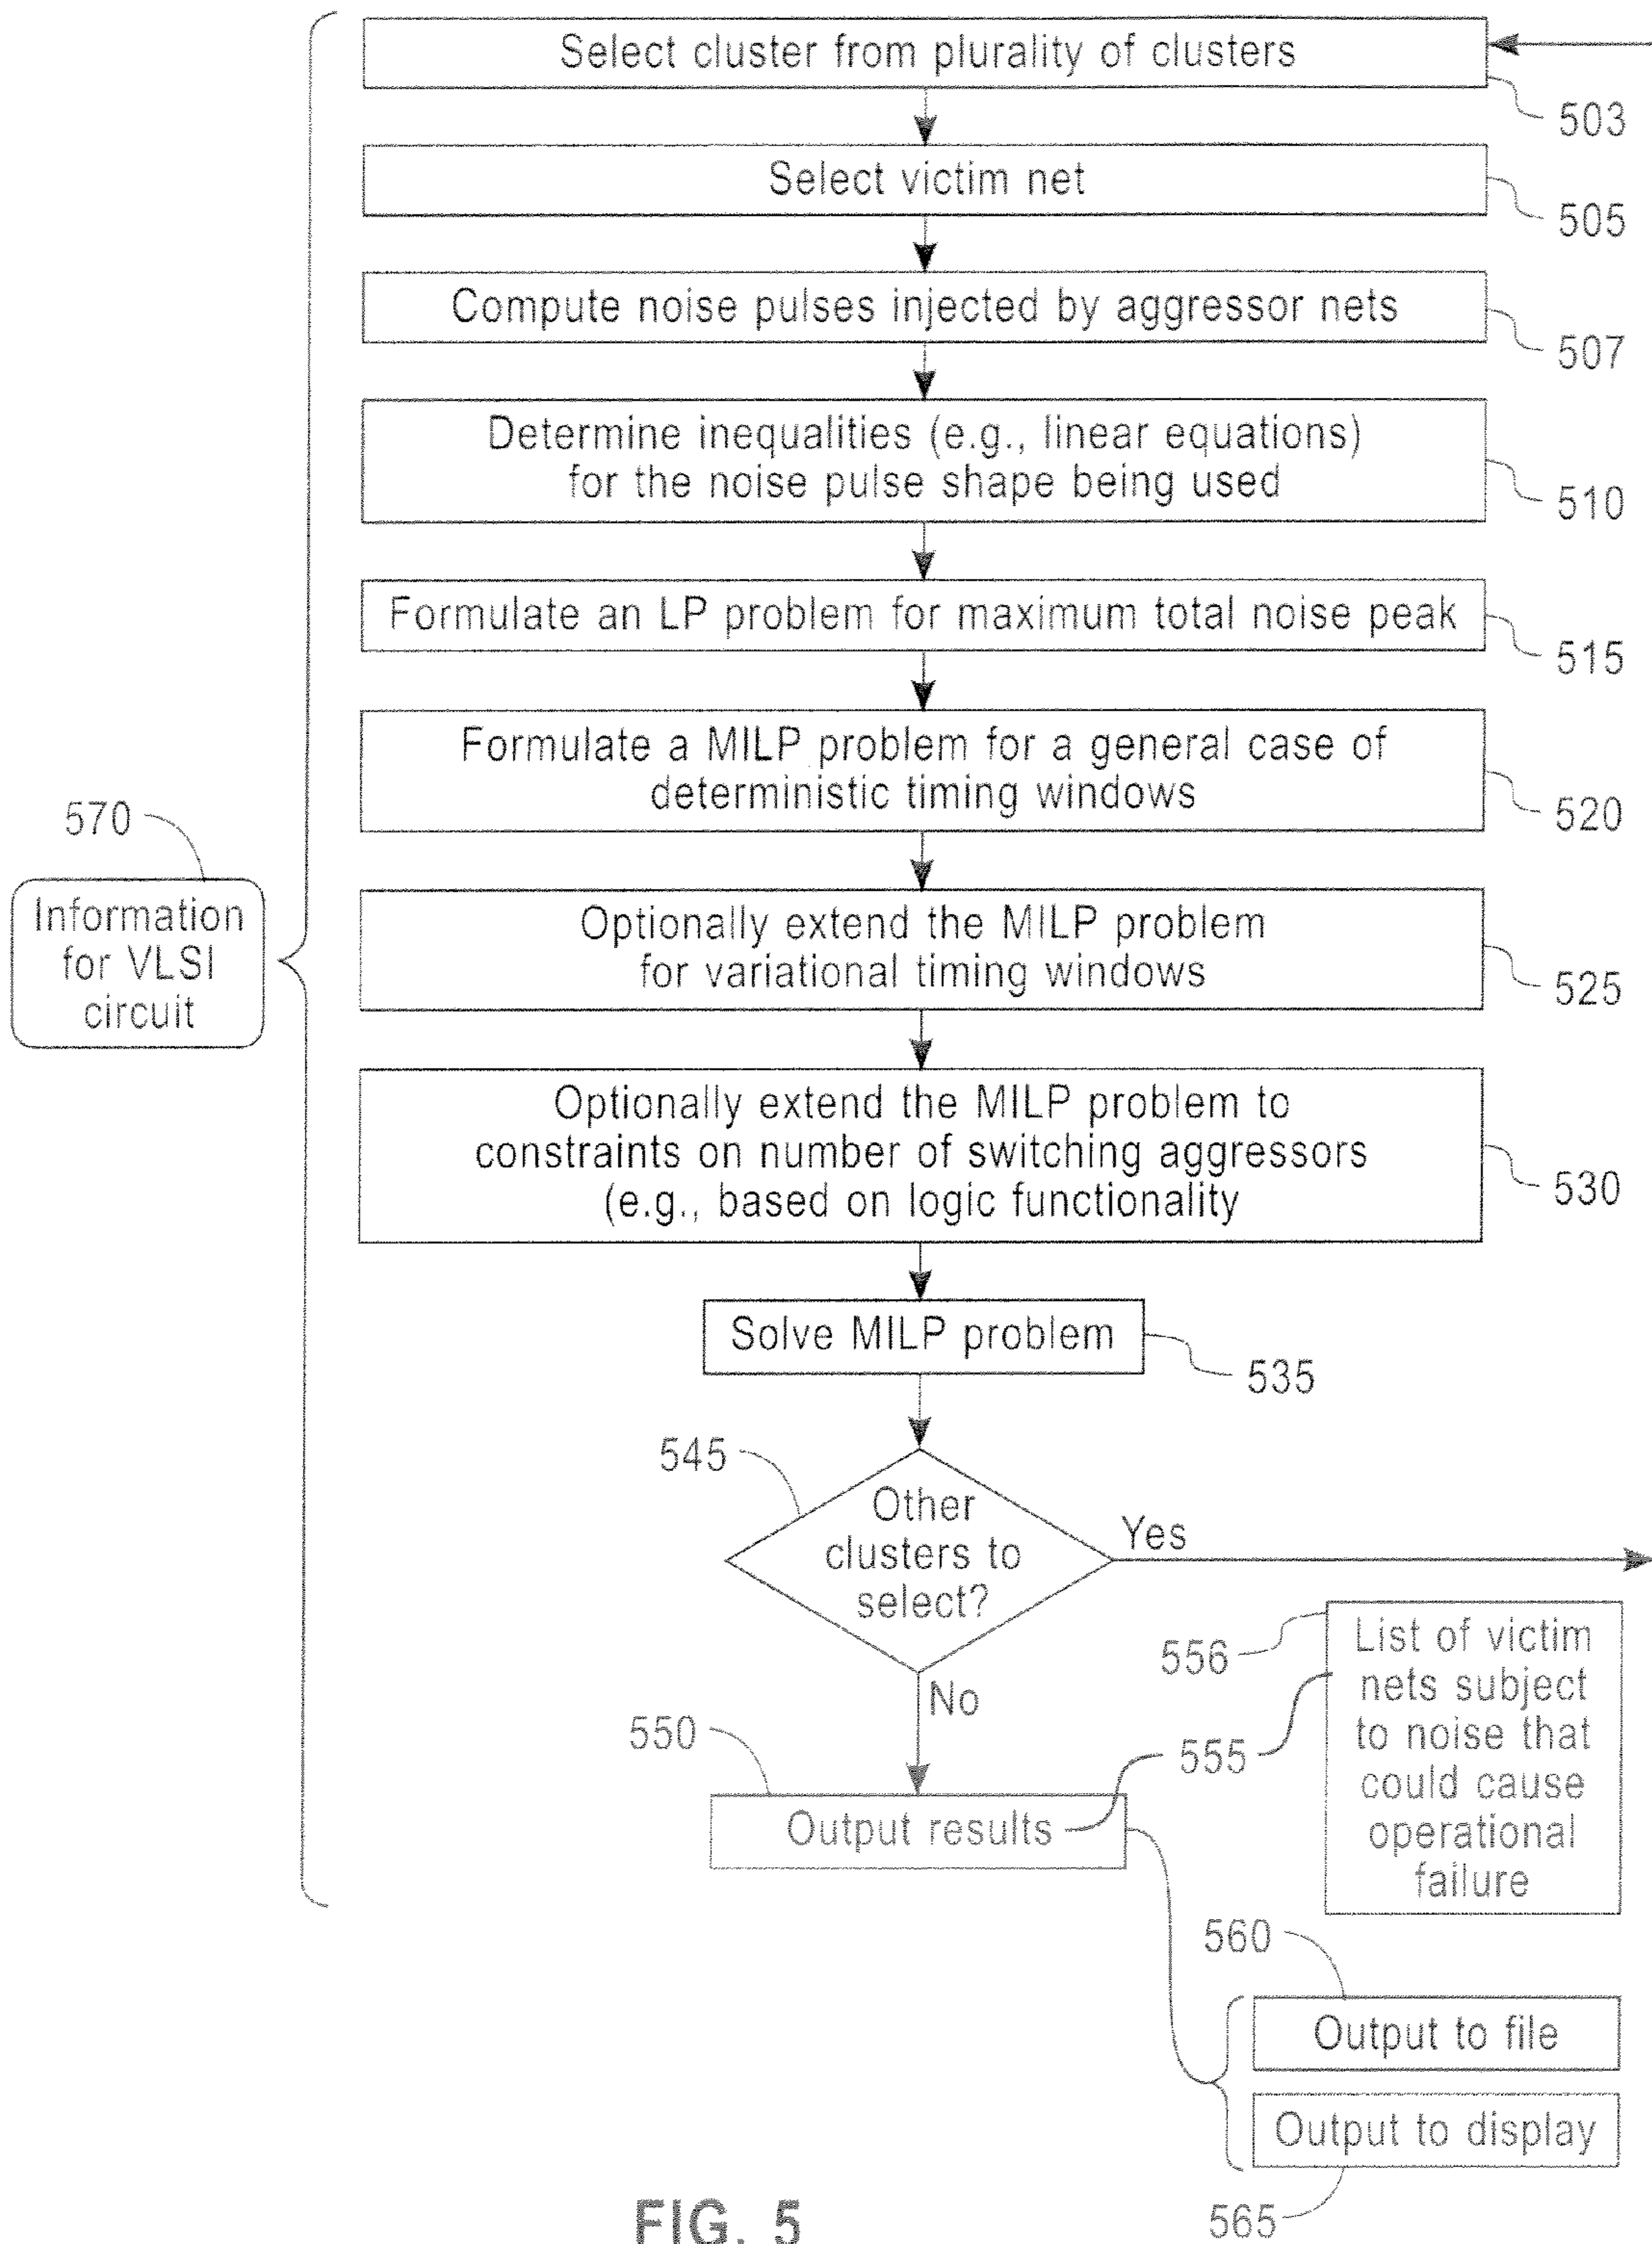 Select cluster from plurality of clusters
503
Select victim net
505
Compute noise pulses injected by aggressor nets
507
Determine inequalities (e.g., linear equations)
for the noise pulse shape being used
510
Formulate an LP problem for maximum total noise peak
515
Formulate a MILP problem for a general case of
deterministic timing windows
520
570
Information
for VLSI
circuit
Optionally extend the MILP problem
for variational timing windows
525
Optionally extend the MILP problem to
constraints on number of switching aggressors
(e.g., based on logic functionality
530
Solve MILP problem
535
545
Other
clusters to
select?
Yes
No
556
List of victim
nets subject
to noise that
could cause
operational
failure
550
555
Output results
560
Output to file
Output to display
565
FIG. 5